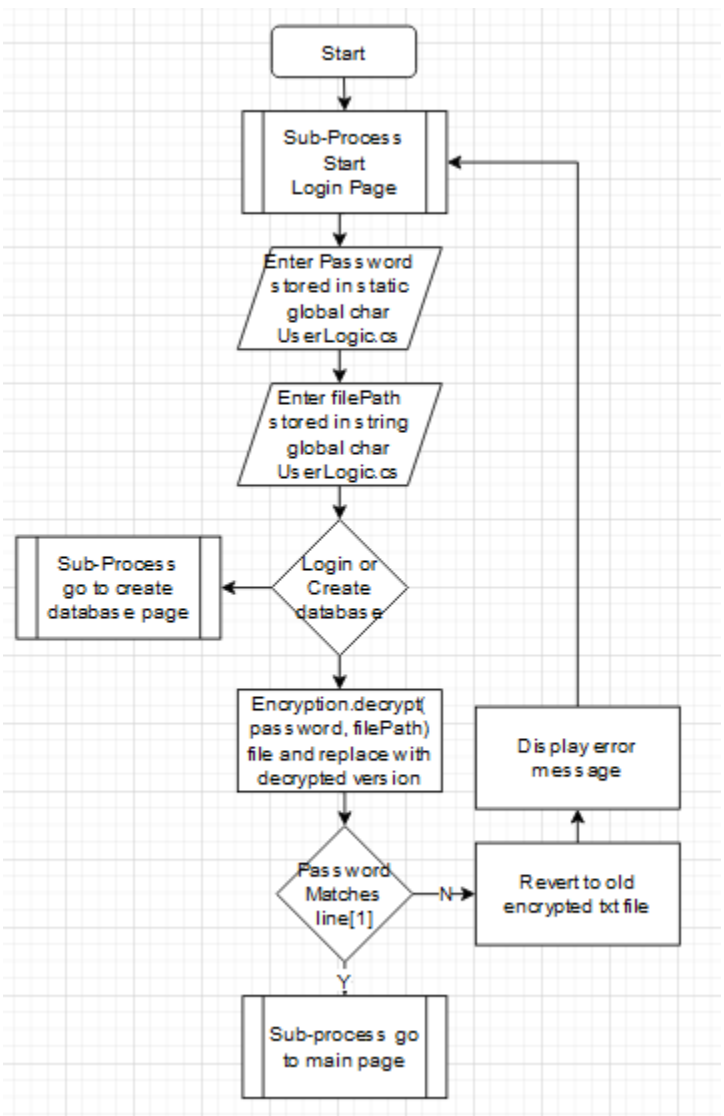 Start
Sub-Process
Start
Login Page
Enter Password
stored in static
global char
UserLogic.cs
Enter filePath
stored in string
global char
UserLogic.cs
Login or
Create
database
Sub-Process
go to create
database page
Encryption.decrypt(
password, filePath)
file and replace with
decrypted version
Display error
message
Password
Matches
line[1]
N
Revert to old
encrypted txt file
Y
Sub-process go
to main page